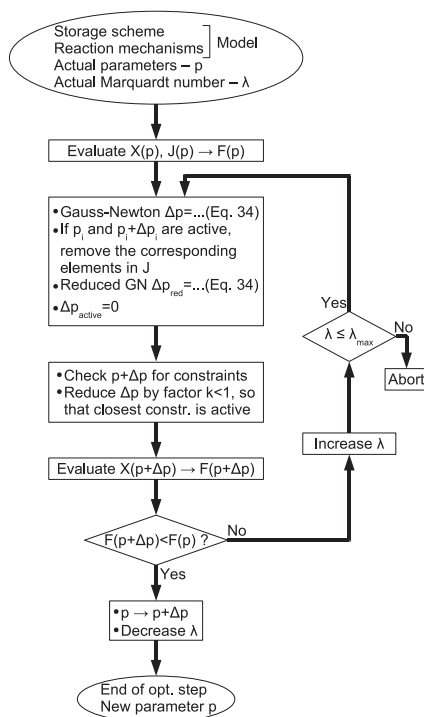 Storage scheme
Reaction mechanisms
Model
Actual parameters – p
Actual Marquardt number – λ
Evaluate X(p), J(p) → F(p)
•Gauss-Newton Δp=...(Eq. 34)
•If pi and pi+Δpi are active,
remove the corresponding
elements in J
•Reduced GN Δpred=...(Eq. 34)
•Δpactive=0
•Check p+Δp for constraints
•Reduce Δp by factor k<1, so
that closest constr. is active
Evaluate X(p+Δp) → F(p+Δp)
F(p+Δp)<F(p) ?
No
Yes
Increase λ
λ ≤ λmax
Yes
No
Abort
•p → p+Δp
•Decrease λ
End of opt. step
New parameter p